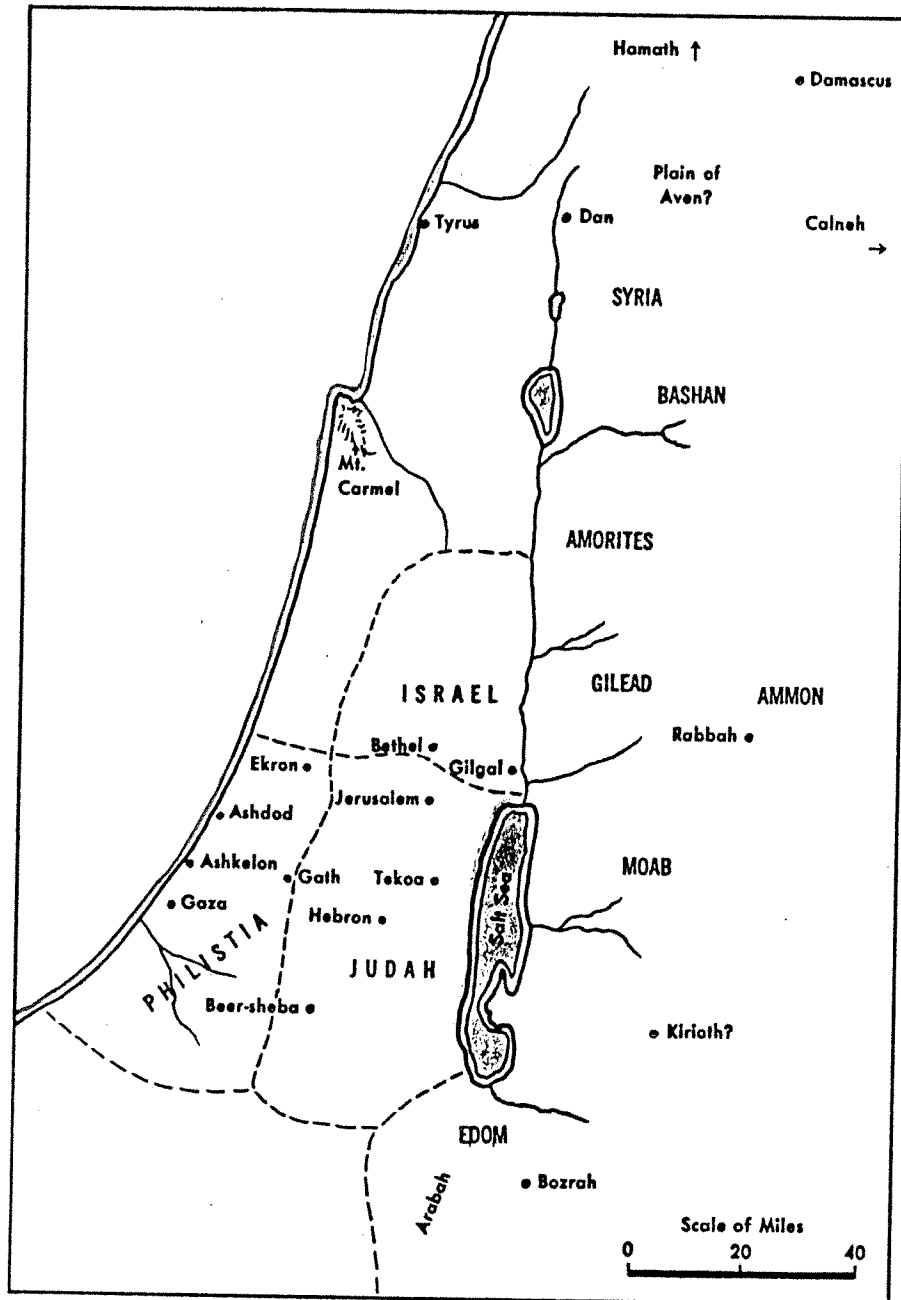 Hamath ↑
Damascus
Plain of
Aven?
Tyrus
Dan
Calneh
→
SYRIA
BASHAN
Mt.
Carmel
AMORITES
ISRAEL
GILEAD
AMMON
Rabbah
Bethel
Ekron
Gilgal
Jerusalem
Ashdod
Ashkelon
Gath
Tekoa
MOAB
Gaza
Hebron
Salt Sea
PHILISTIA
JUDAH
Beer-sheba
Kirioth?
EDOM
Arabah
Bozrah
Scale of Miles
0 20 40